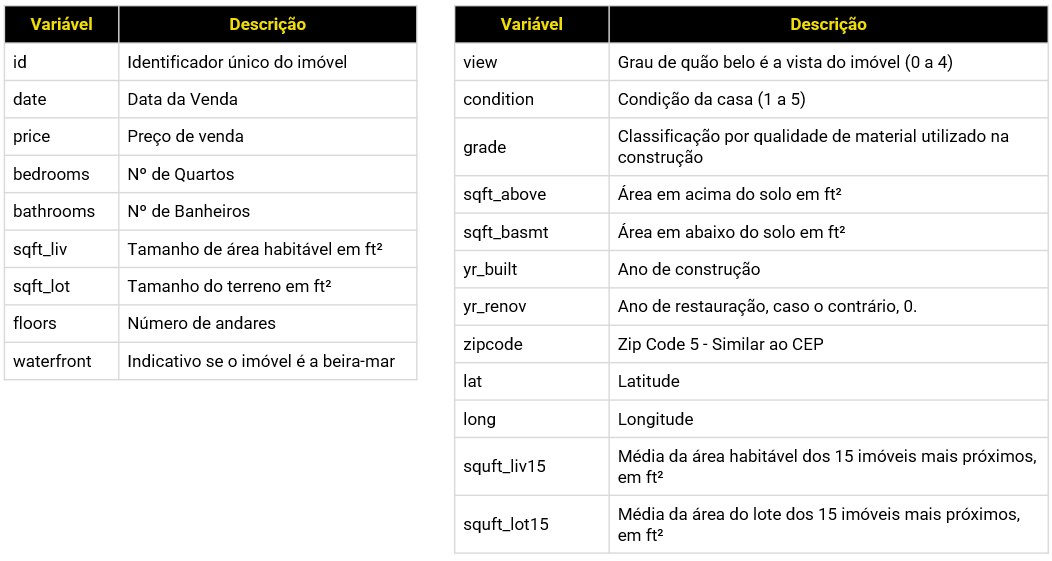 Variável Descrição
id Identificador único do imóvel
date Data da Venda
price Preço de venda
bedrooms Nº de Quartos
bathrooms Nº de Banheiros
sqft_liv Tamanho de área habitável em ft²
sqft_lot Tamanho do terreno em ft²
floors Número de andares
waterfront Indicativo se o imóvel é a beira-mar
Variável Descrição
view Grau de quão belo é a vista do imóvel (0 a 4)
condition Condição da casa (1 a 5)
grade Classificação por qualidade de material utilizado na
construção
sqft_above Área em acima do solo em ft²
sqft_basmt Área em abaixo do solo em ft²
yr_built Ano de construção
yr_renov Ano de restauração, caso o contrário, 0.
zipcode Zip Code 5 - Similar ao CEP
lat Latitude
long Longitude
squft_liv15 Média da área habitável dos 15 imóveis mais próximos,
em ft²
squft_lot15 Média da área do lote dos 15 imóveis mais próximos,
em ft²